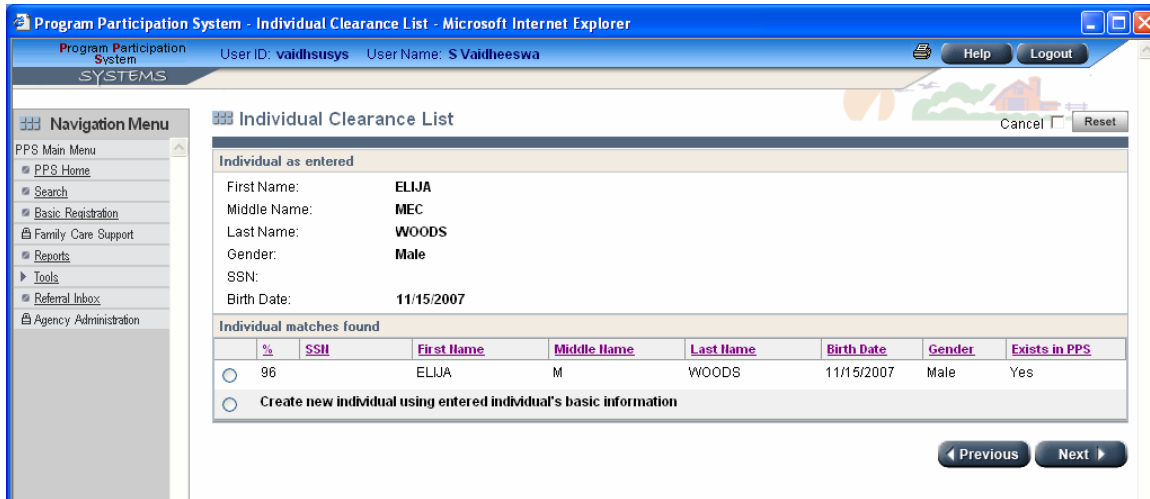 Program Participation System - Individual Clearance List - Microsoft Internet Explorer
Program Participation
System
SYSTEMS
User ID: vaidhsusys User Name: S Vaidheeswa
Help
Logout
Navigation Menu
PPS Main Menu
PPS Home
Search
Basic Registration
Family Care Support
Reports
Tools
Referral Inbox
Agency Administration
Individual Clearance List
Cancel
Reset
Individual as entered
First Name: ELIJA
Middle Name: MEC
Last Name: WOODS
Gender: Male
SSN:
Birth Date: 11/15/2007
Individual matches found
% SSN First Name Middle Name Last Name Birth Date Gender Exists in PPS
96 ELIJA M WOODS 11/15/2007 Male Yes
Create new individual using entered individual's basic information
Previous
Next